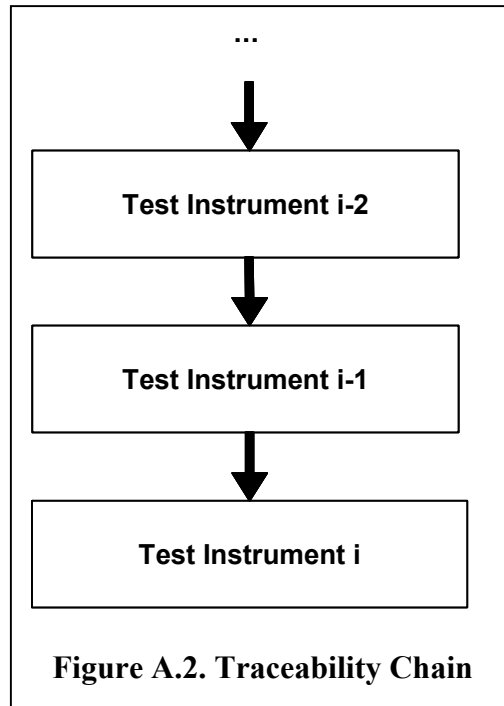 ...
Test Instrument i-2
Test Instrument i-1
Test Instrument i
Figure A.2. Traceability Chain